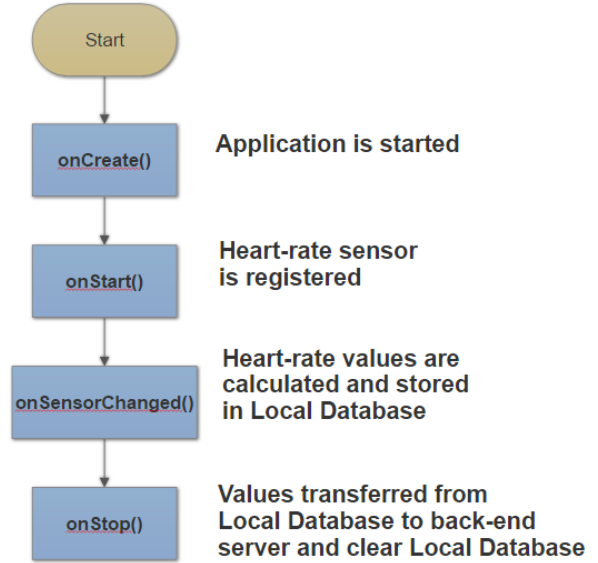 Start
onCreate()
Application is started
onStart()
Heart-rate sensor
is registered
onSensorChanged()
Heart-rate values are
calculated and stored
in Local Database
onStop()
Values transferred from
Local Database to back-end
server and clear Local Database